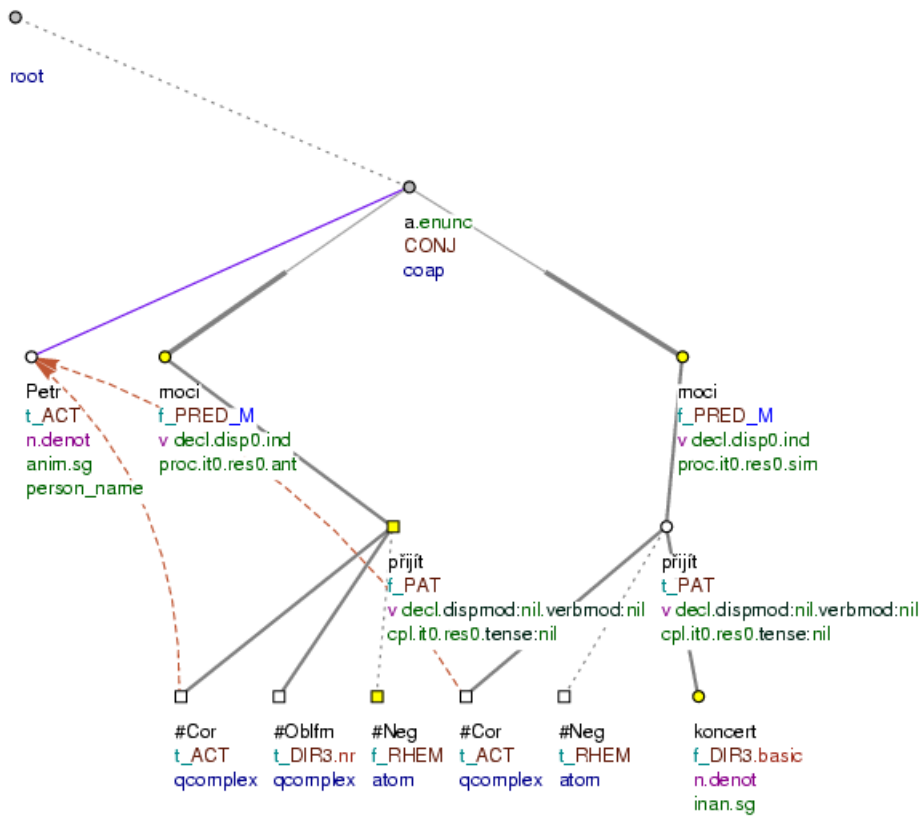 root
a.enunc
CONJ
coap
Petr
t_ACT
n.denot
anim.sg
person_name
moci
f_PRED_M
v decl.disp0.ind
proc.it0.res0.ant
moci
f_PRED_M
v decl.disp0.ind
proc.it0.res0.sim
přijít
f_PAT
v decl.dispmod:nil.verbmod:nil
cpl.it0.res0.tense:nil
přijít
t_PAT
v decl.dispmod:nil.verbmod:nil
cpl.it0.res0.tense:nil
#Cor
t_ACT
qcomplex
#Oblfm
t_DIR3.nr
qcomplex
#Neg
f_RHEM
atom
#Cor
t_ACT
qcomplex
#Neg
t_RHEM
atom
koncert
f_DIR3.basic
n.denot
inan.sg